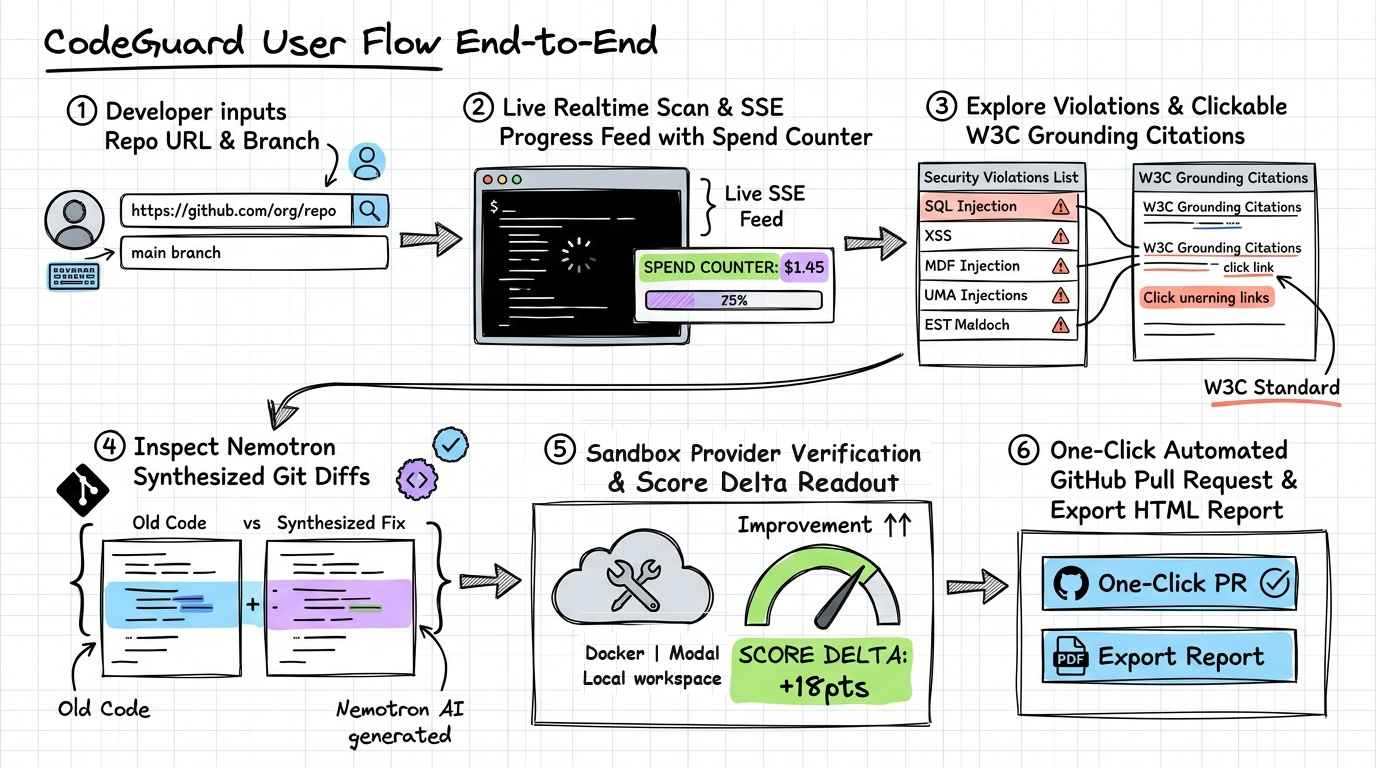 CodeGuard User Flow End-to-End
1 Developer inputs
Repo URL & Branch
https://github.com/org/repo
main branch
2 Live Realtime Scan & SSE
Progress Feed with Spend Counter
$
Live SSE
Feed
SPEND COUNTER: $1.45
75%
3 Explore Violations & Clickable
W3C Grounding Citations
Security Violations List
SQL Injection
XSS
MDF Injection
UMA Injections
EST Maldoch
W3C Grounding Citations
W3C Grounding Citations
W3C Grounding Citations
click link
Click unerning links
W3C Standard
4 Inspect Nemotron
Synthesized Git Diffs
Old Code vs Synthesized Fix
+
Old Code
Nemotron AI
generated
5 Sandbox Provider Verification
& Score Delta Readout
Improvement ↑↑
Docker | Modal
Local workspace
SCORE DELTA:
+18pts
6 One-Click Automated
GitHub Pull Request &
Export HTML Report
One-Click PR
PDF Export Report